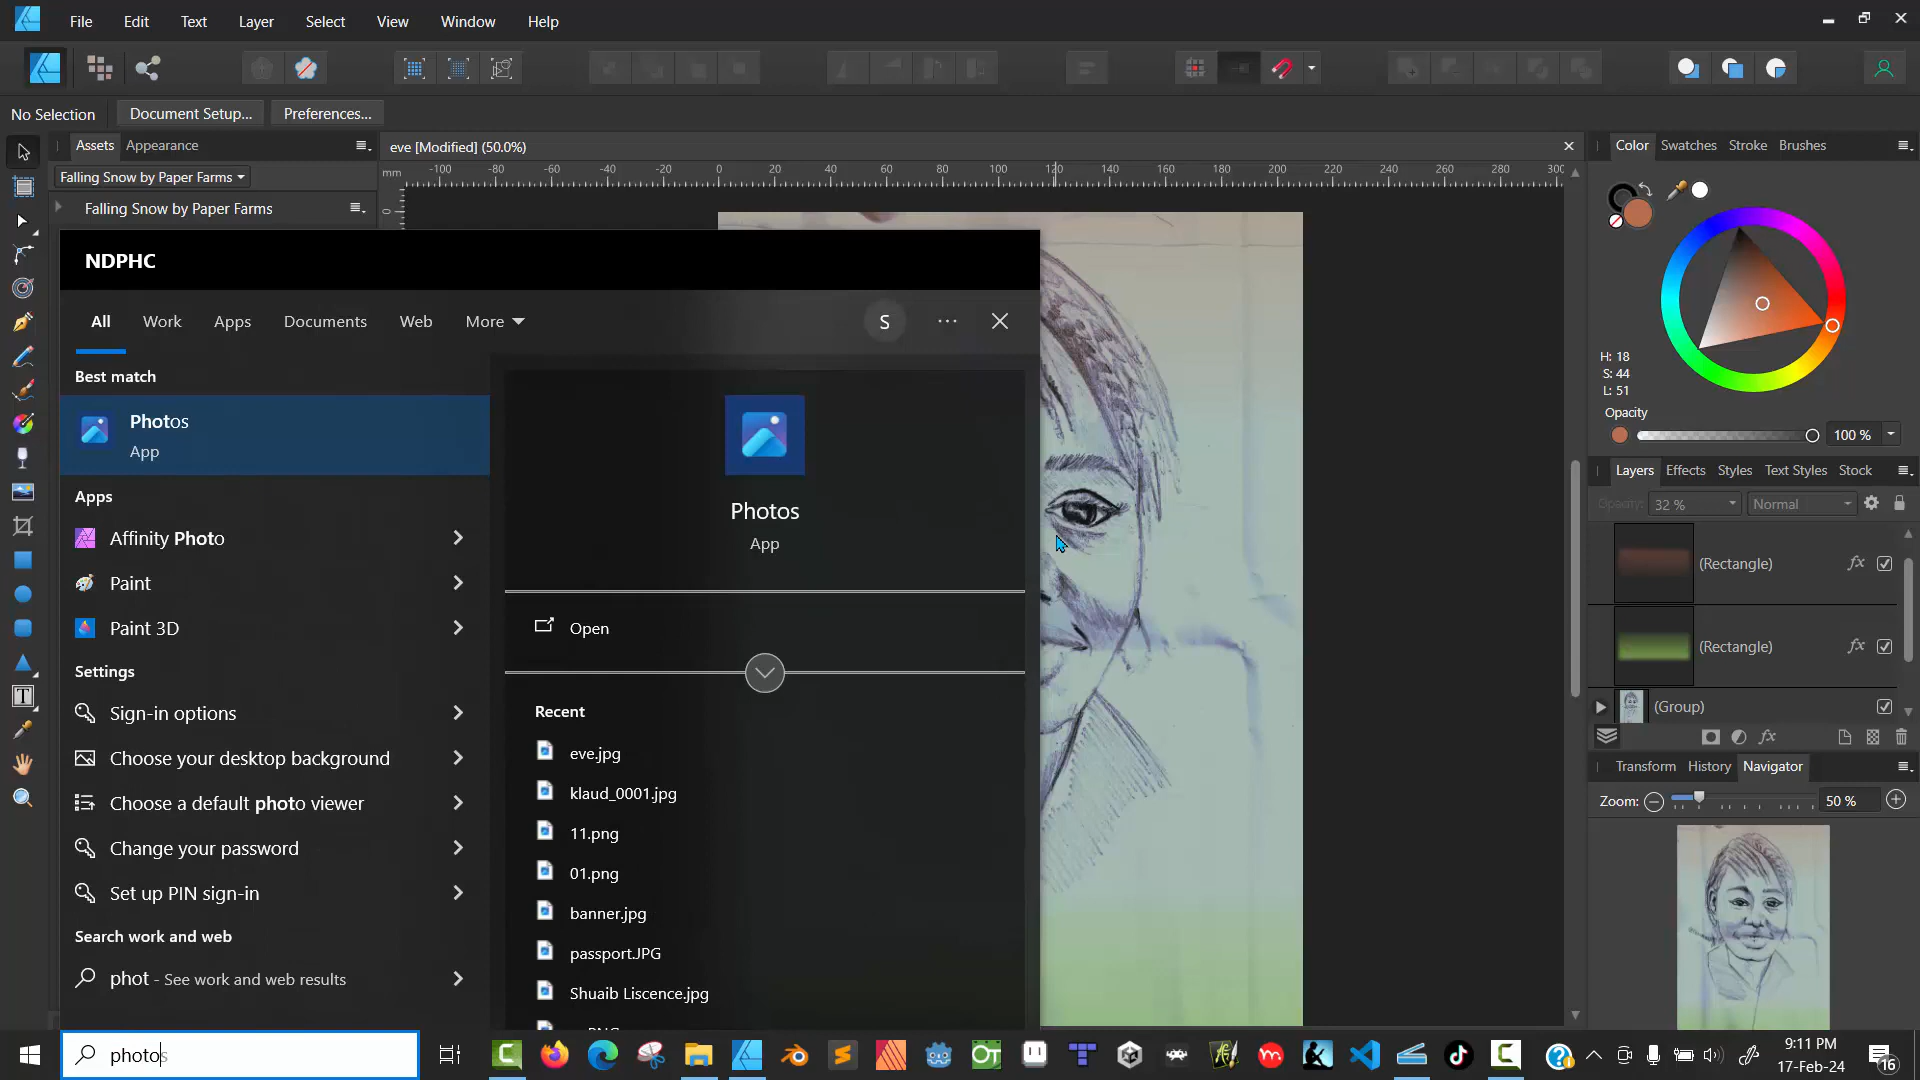 File Edit Text Layer Select View Window Help
No Selection Document Setup... Preferences...
Assets Appearance
eve [Modified] (50.0%)
Falling Snow by Paper Farms
Falling Snow by Paper Farms
mm -100 -80 -60 -40 -20 0 20 40 60 80 100 120 140 160 180 200 220 240 260 280 300
0
NDPHC
All Work Apps Documents Web More S
Best match
Photos
App
Apps
Affinity Photo
Paint
Paint 3D
Settings
Sign-in options
Choose your desktop background
Choose a default photo viewer
Change your password
Set up PIN sign-in
Search work and web
phot - See work and web results
Photos
App
Open
Recent
eve.jpg
klaud_0001.jpg
11.png
01.png
banner.jpg
passport.JPG
Shuaib Liscence.jpg
Color Swatches Stroke Brushes
H: 18
S: 44
L: 51
Opacity
100 %
Layers Effects Styles Text Styles Stock
Opacity: 32 % Normal
(Rectangle) fx
(Rectangle) fx
(Group)
fx
Transform History Navigator
Zoom: 50 %
photos
9:11 PM
17-Feb-24
16